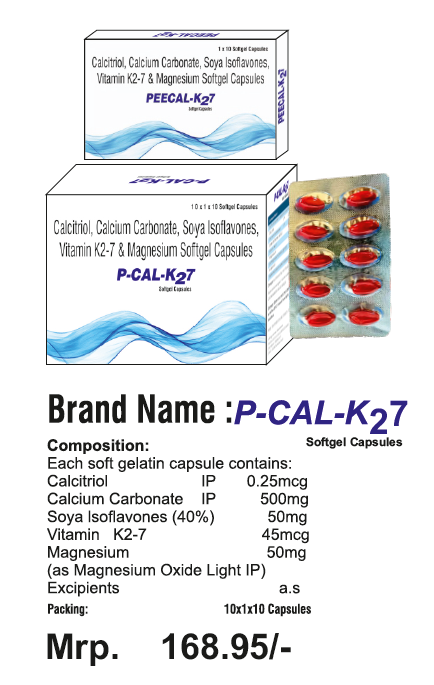 PEECAL-K27
1 x 10 Softgel Capsules
Calcitriol, Calcium Carbonate, Soya Isoflavones,
Vitamin K2-7 & Magnesium Softgel Capsules
PEECAL-K27
Softgel Capsules
PEECAL-K27
P-CAL-K27
10 x 1 x 10 Softgel Capsules
Calcitriol, Calcium Carbonate, Soya Isoflavones,
Vitamin K2-7 & Magnesium Softgel Capsules
P-CAL-K27
Softgel Capsules
Brand Name :P-CAL-K27
Softgel Capsules
Composition:
Each soft gelatin capsule contains:
Calcitriol IP 0.25mcg
Calcium Carbonate IP 500mg
Soya Isoflavones (40%) 50mg
Vitamin K2-7 45mcg
Magnesium 50mg
(as Magnesium Oxide Light IP)
Excipients a.s
Packing: 10x1x10 Capsules
Mrp. 168.95/-